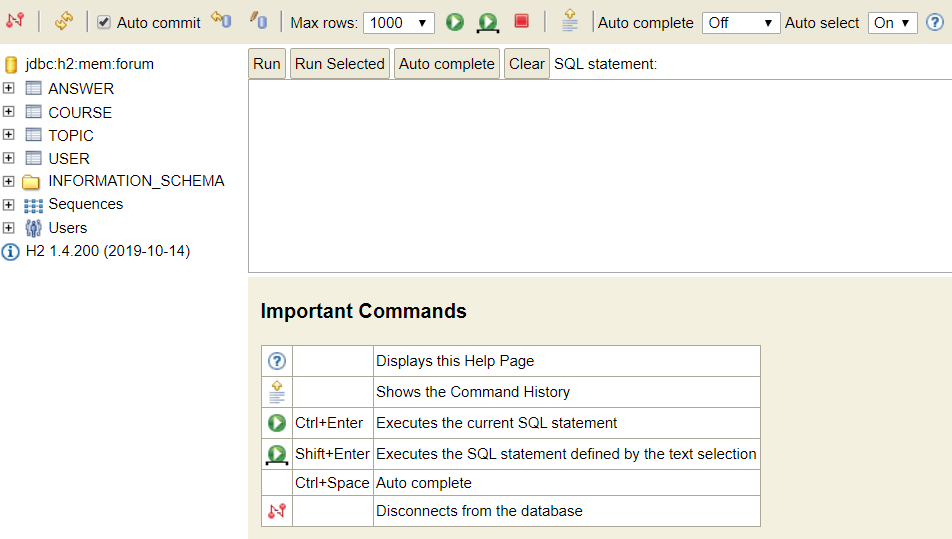 Auto commit Max rows: 1000 Auto complete Off Auto select On
jdbc:h2:mem:forum
ANSWER
COURSE
TOPIC
USER
INFORMATION_SCHEMA
Sequences
Users
H2 1.4.200 (2019-10-14)
Run Run Selected Auto complete Clear SQL statement:
Important Commands
Displays this Help Page
Shows the Command History
Ctrl+Enter Executes the current SQL statement
Shift+Enter Executes the SQL statement defined by the text selection
Ctrl+Space Auto complete
Disconnects from the database